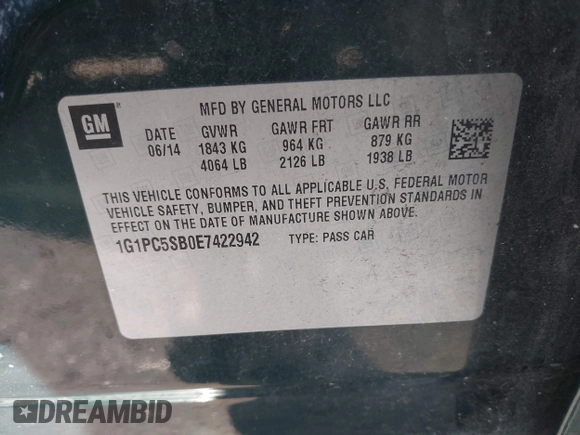 MFD BY GENERAL MOTORS LLC
GM
DATE GVWR GAWR FRT GAWR RR
06/14 1843 KG 964 KG 879 KG
4064 LB 2126 LB 1938 LB
THIS VEHICLE CONFORMS TO ALL APPLICABLE U.S. FEDERAL MOTOR
VEHICLE SAFETY, BUMPER, AND THEFT PREVENTION STANDARDS IN
EFFECT ON THE DATE OF MANUFACTURE SHOWN ABOVE.
1G1PC5SB0E7422942 TYPE: PASS CAR
DREAMBID